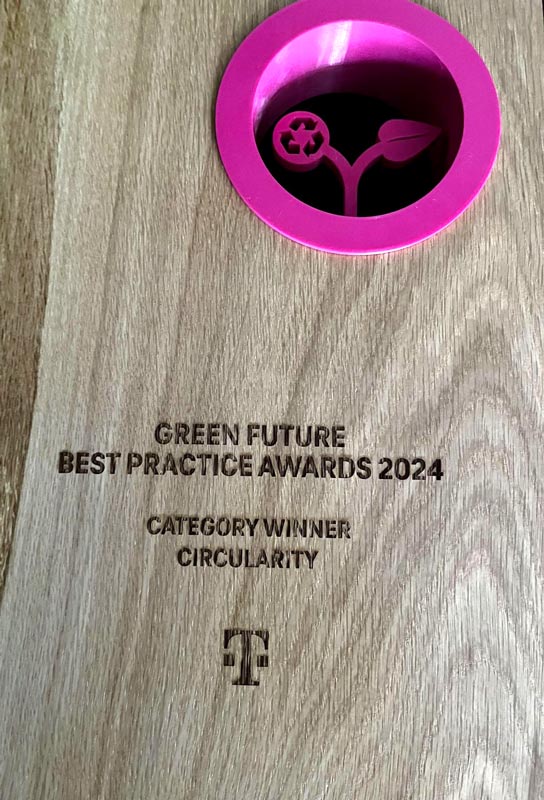 GREEN FUTURE
BEST PRACTICE AWARDS 2024
CATEGORY WINNER
CIRCULARITY
T